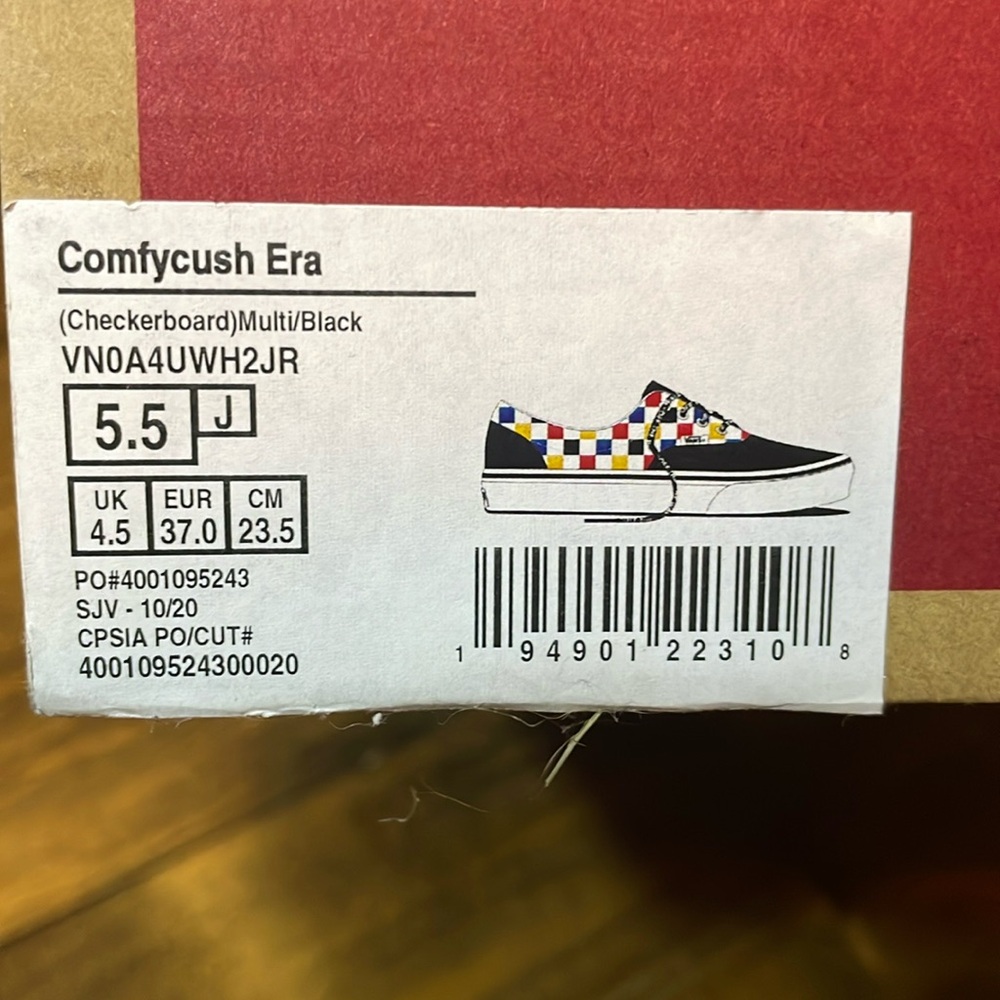 Comfycush Era
(Checkerboard)Multi/Black
VN0A4UWH2JR
5.5 J
UK EUR CM
4.5 37.0 23.5
PO#4001095243
SJV - 10/20
CPSIA PO/CUT#
400109524300020
1 94901 22310 8